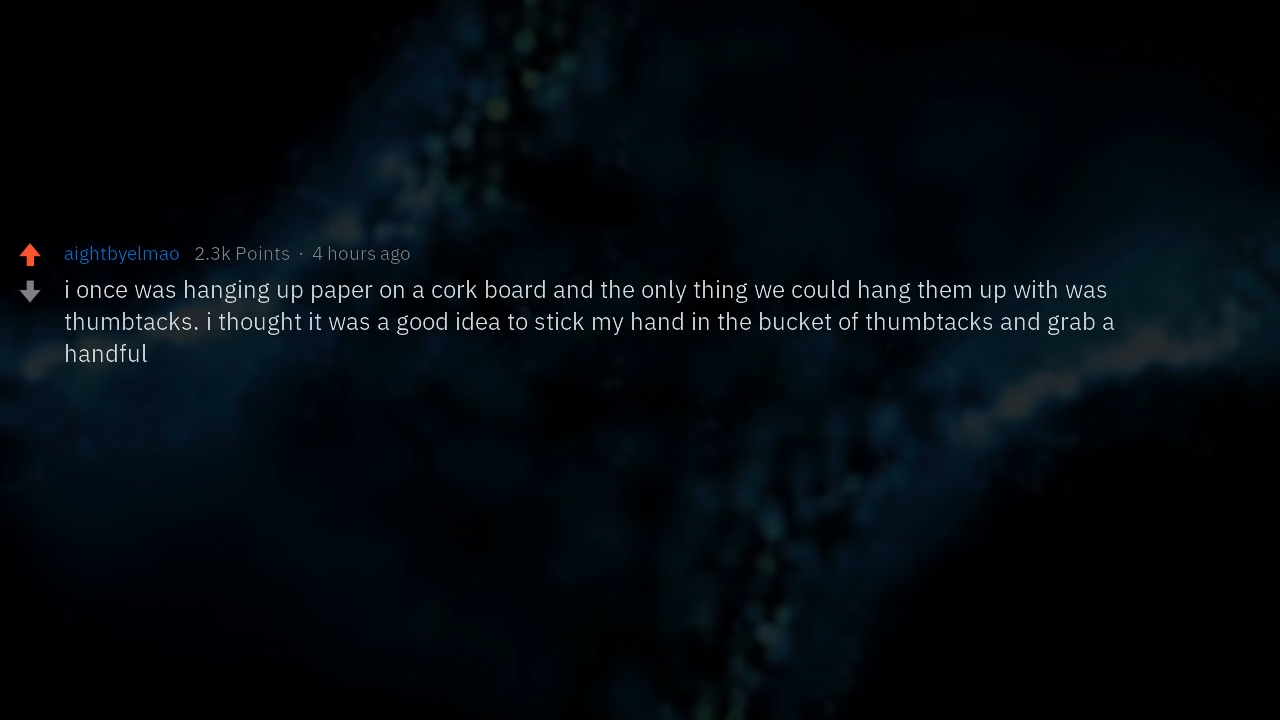 aightbyelmao 2.3k Points · 4 hours ago
i once was hanging up paper on a cork board and the only thing we could hang them up with was
thumbtacks. i thought it was a good idea to stick my hand in the bucket of thumbtacks and grab a
handful